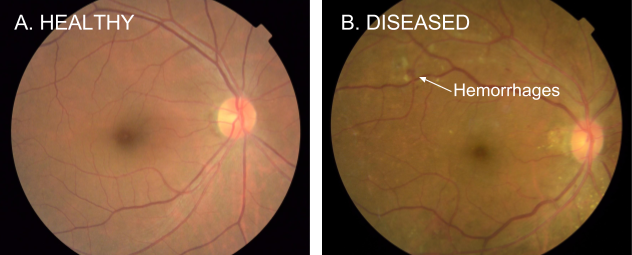 A. HEALTHY
B. DISEASED
Hemorrhages